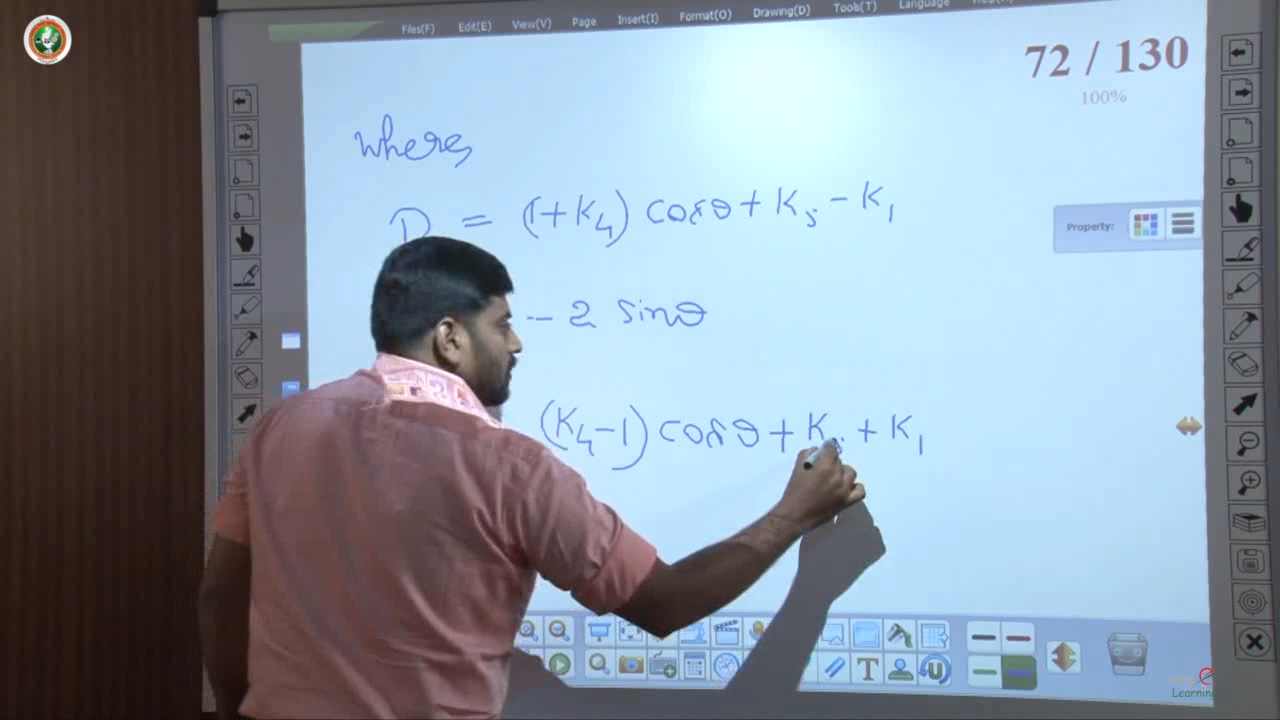 Files(F) Edit(E) View(V) Page Insert(I) Format(O) Drawing(D) Tools(T) Language
72 / 130
100%
where,
D = (1+K4) cosθ + K5 - K1
Property:
- 2 sinθ
(K4-1) cosθ + K5 + K1
Learning